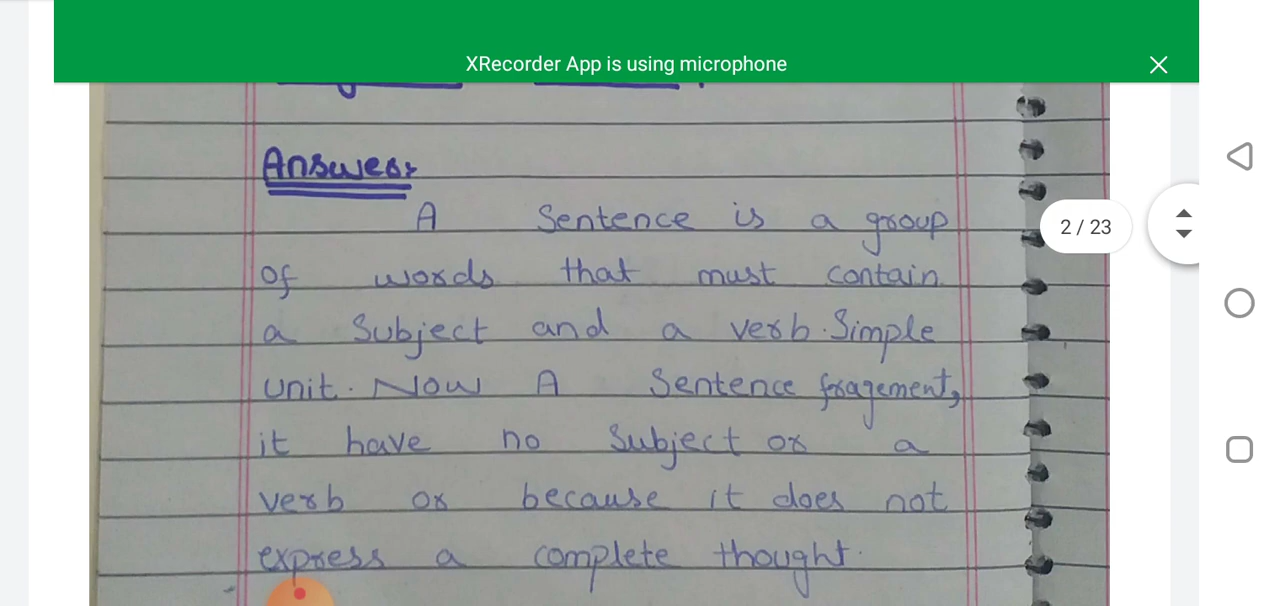 XRecorder App is using microphone
Answer:
A Sentence is a group
of words that must contain
a Subject and a verb. Simple
unit. Now A Sentence fragement,
it have no Subject or a
verb or because it does not
express a complete thought.
2 / 23